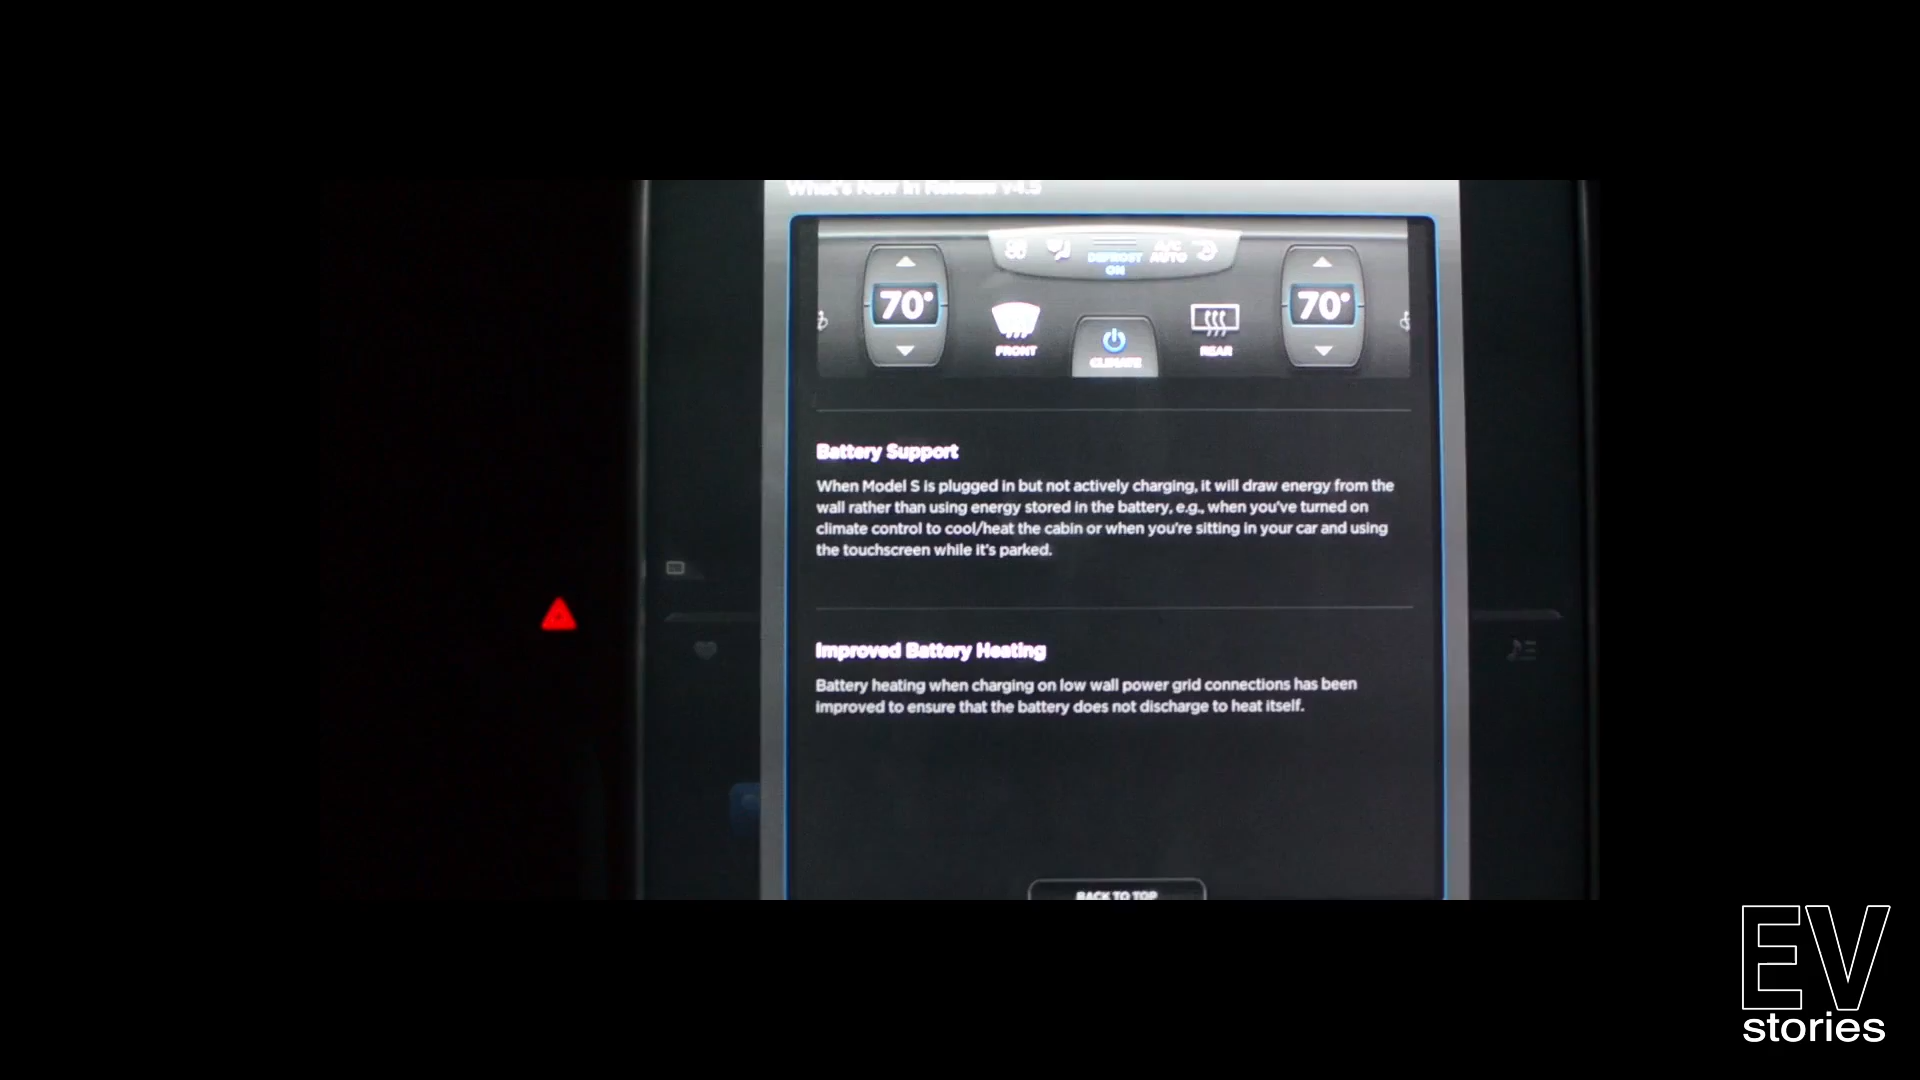 What's New in Release v4.5
DEFROST
ON
A/C
AUTO
70°
70°
FRONT
CLIMATE
REAR
Battery Support
When Model S is plugged in but not actively charging, it will draw energy from the
wall rather than using energy stored in the battery, e.g., when you've turned on
climate control to cool/heat the cabin or when you're sitting in your car and using
the touchscreen while it's parked.
Improved Battery Heating
Battery heating when charging on low wall power grid connections has been
improved to ensure that the battery does not discharge to heat itself.
BACK TO TOP
EV
stories